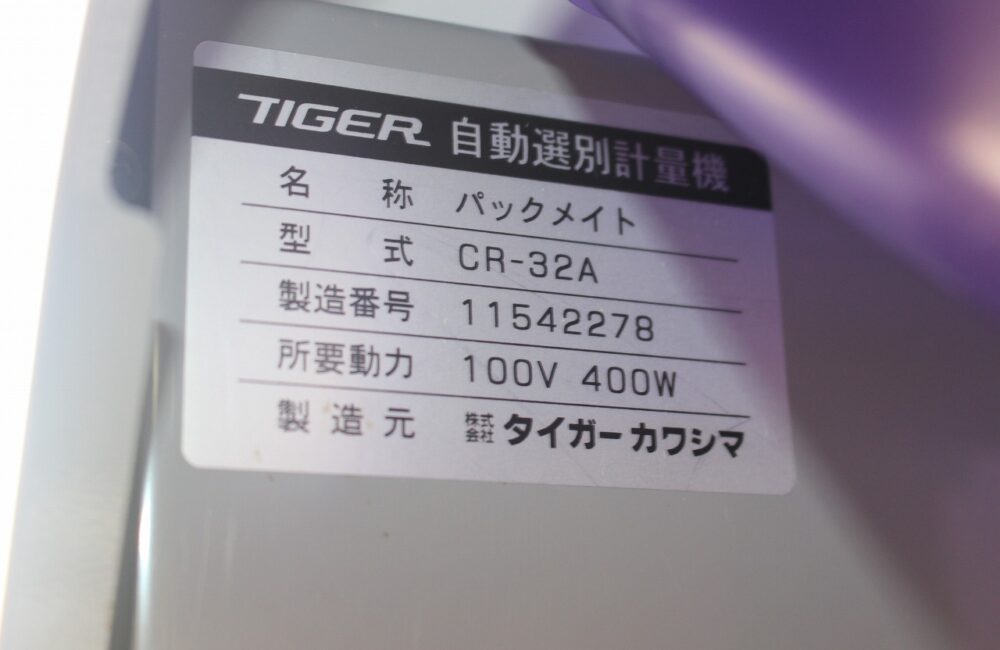 TIGER 自動選別計量機
名称 パックメイト
型式 CR-32A
製造番号 11542278
所要動力 100V 400W
製造元 株式会社 タイガーカワシマ